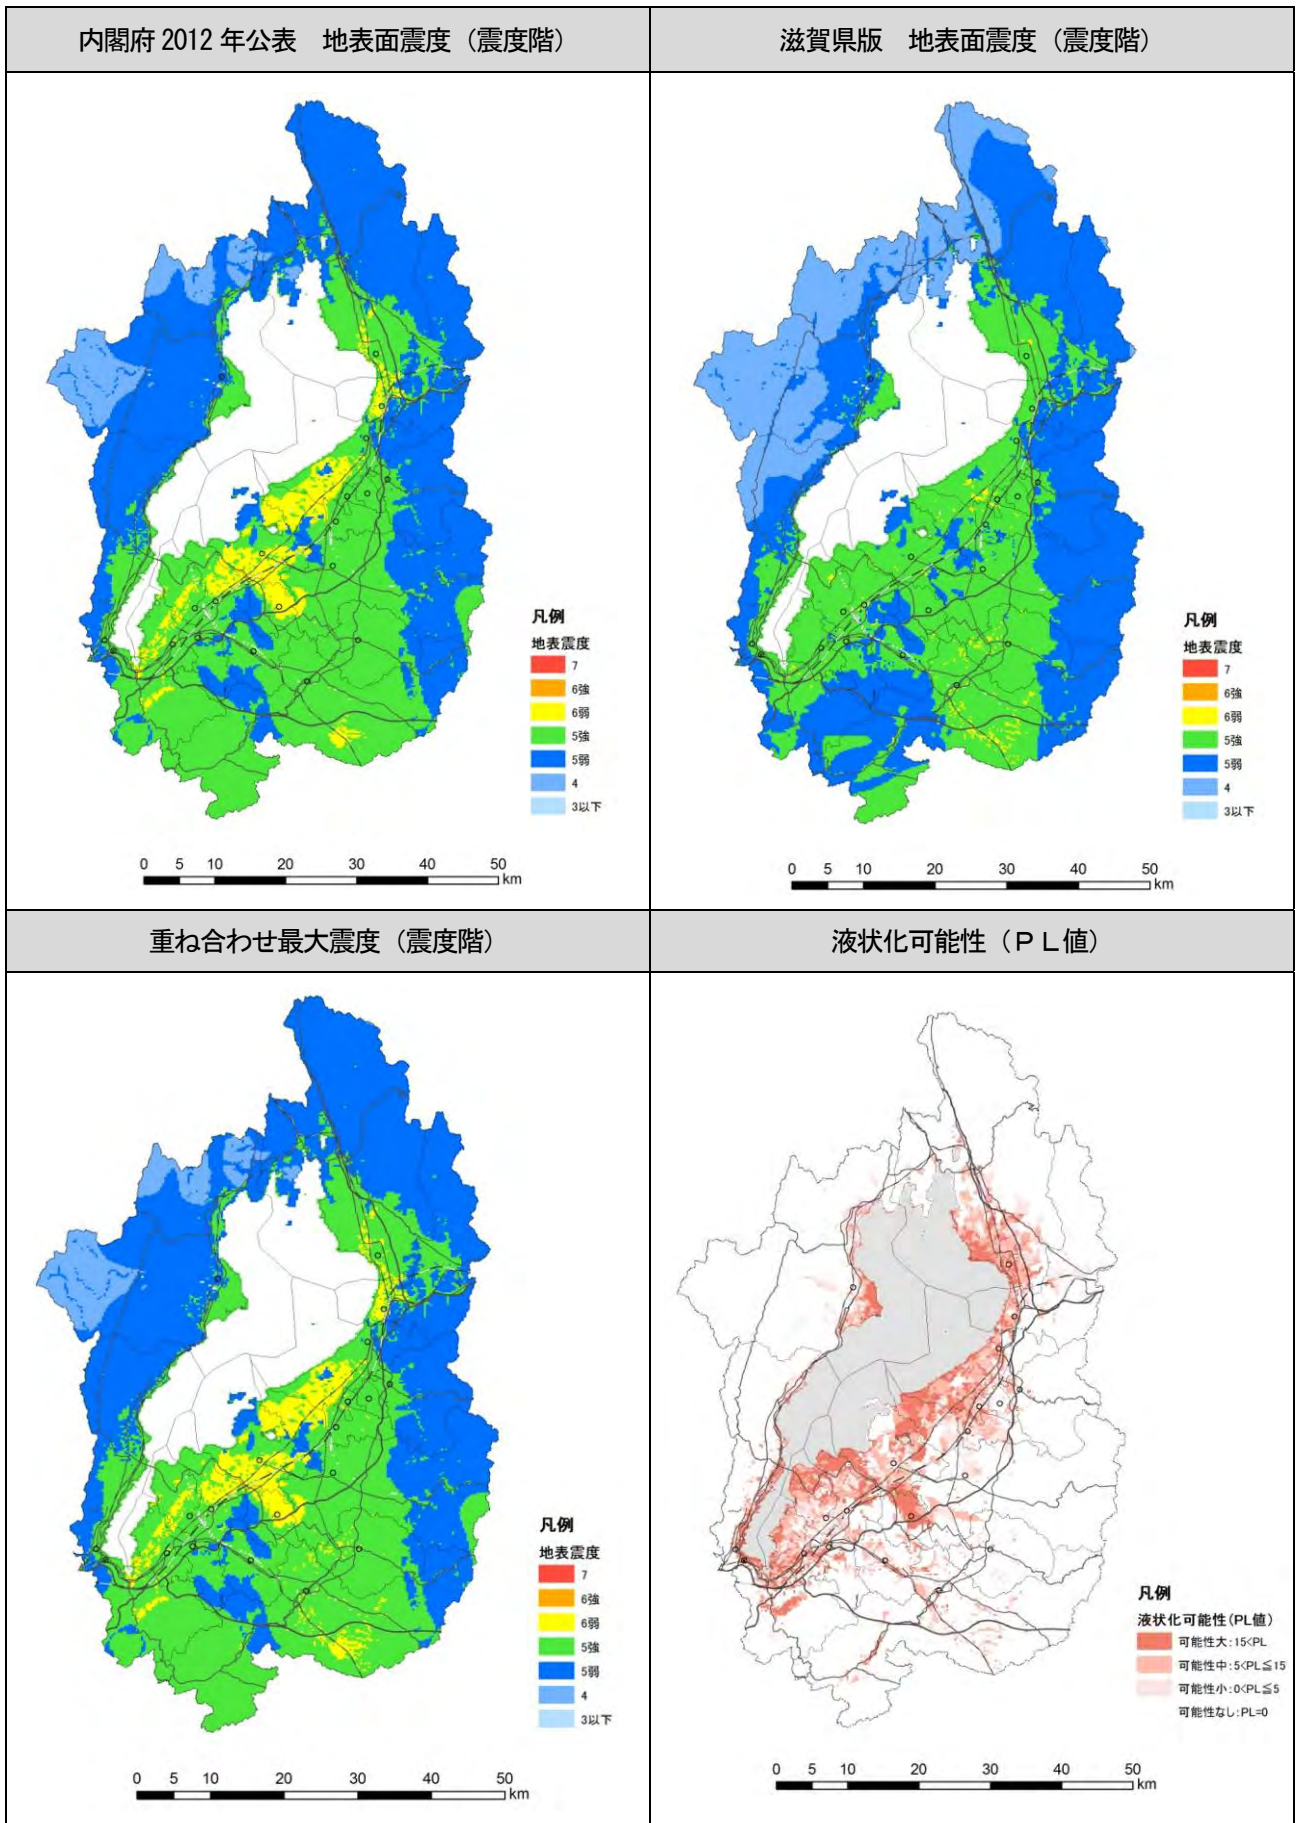 内閣府 2012 年公表　地表面震度（震度階）
滋賀県版　地表面震度（震度階）
凡例
地表震度
7
6強
6弱
5強
5弱
4
3以下
0 5 10 20 30 40 50
km
凡例
地表震度
7
6強
6弱
5強
5弱
4
3以下
0 5 10 20 30 40 50
km
重ね合わせ最大震度（震度階）
液状化可能性（ＰＬ値）
凡例
地表震度
7
6強
6弱
5強
5弱
4
3以下
0 5 10 20 30 40 50
km
凡例
液状化可能性(PL値)
可能性大:15<PL
可能性中:5<PL≦15
可能性小:0<PL≦5
可能性なし:PL=0
0 5 10 20 30 40 50
km